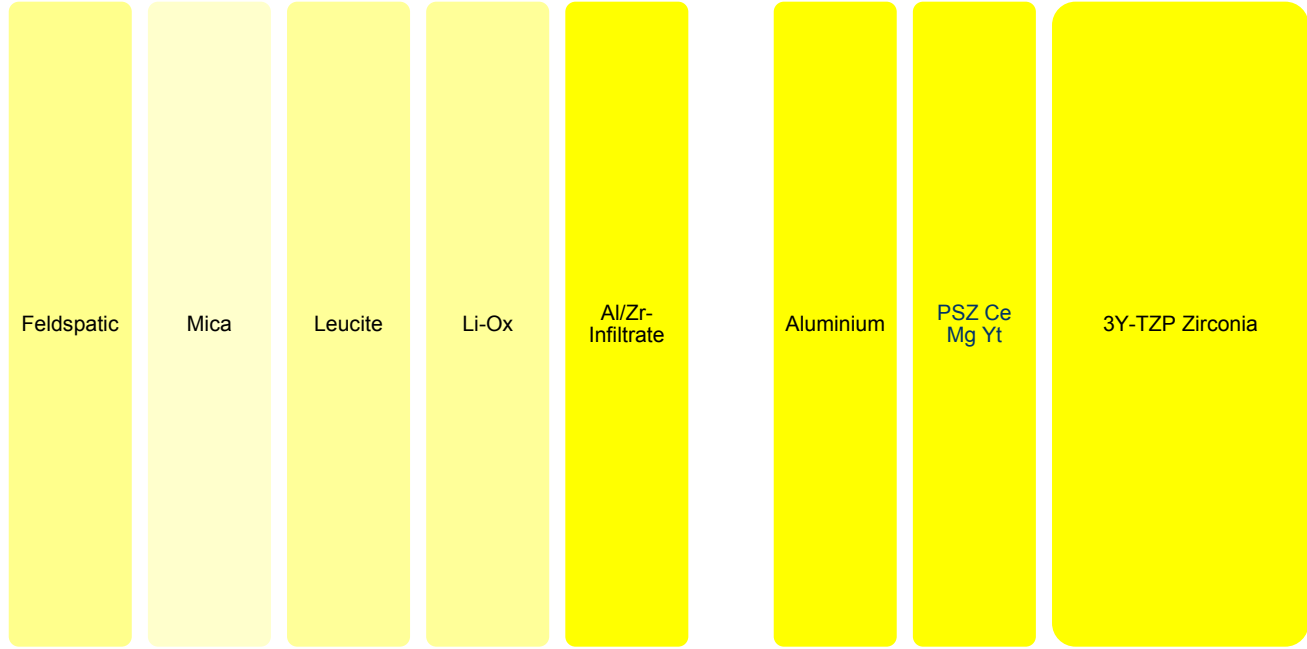 Feldspatic
Mica
Leucite
Li-Ox
Al/Zr-
Infiltrate
Aluminium
PSZ Ce
Mg Yt
3Y-TZP Zirconia